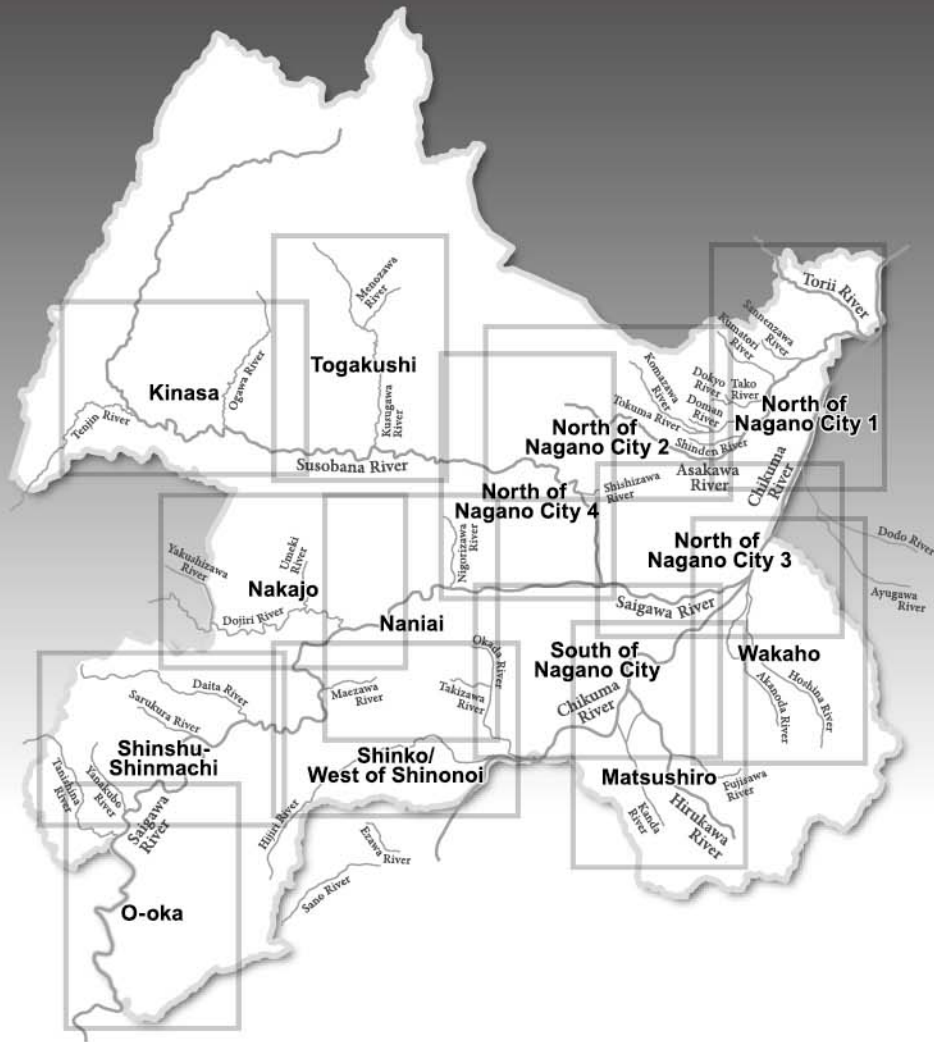 Torii River
Menozawa
River
Sannenzawa
River
Kumatori
River
Togakushi
Komazawa
River
Dokyo
River
Tako
River
Kinasa
Ogawa River
Doman
River
North of
Nagano City 1
Kusugawa
River
Tokuma River
Tenjin River
North of
Nagano City 2
Shinden River
Susobana River
Asakawa
River
Chikuma
River
Shishizawa
River
North of
Nagano City 4
Nigorizawa
River
Dodo River
North of
Nagano City 3
Yakushizawa
River
Umeki
River
Nakajo
Ayugawa
River
Saigawa River
Dojiri River
Naniai
Okada River
South of
Nagano City
Wakaho
Hoshina River
Akanoda River
Daita River
Maezawa
River
Takizawa
River
Sarukura River
Chikuma
River
Shinshu-
Shinmachi
Shinko/
West of Shinonoi
Matsushiro
Fujisawa
River
Tanishina
River
Yanakubo
River
Saigawa
River
Hijiri River
Kanda
River
Hirukawa
River
Ezawa
River
Sano River
O-oka